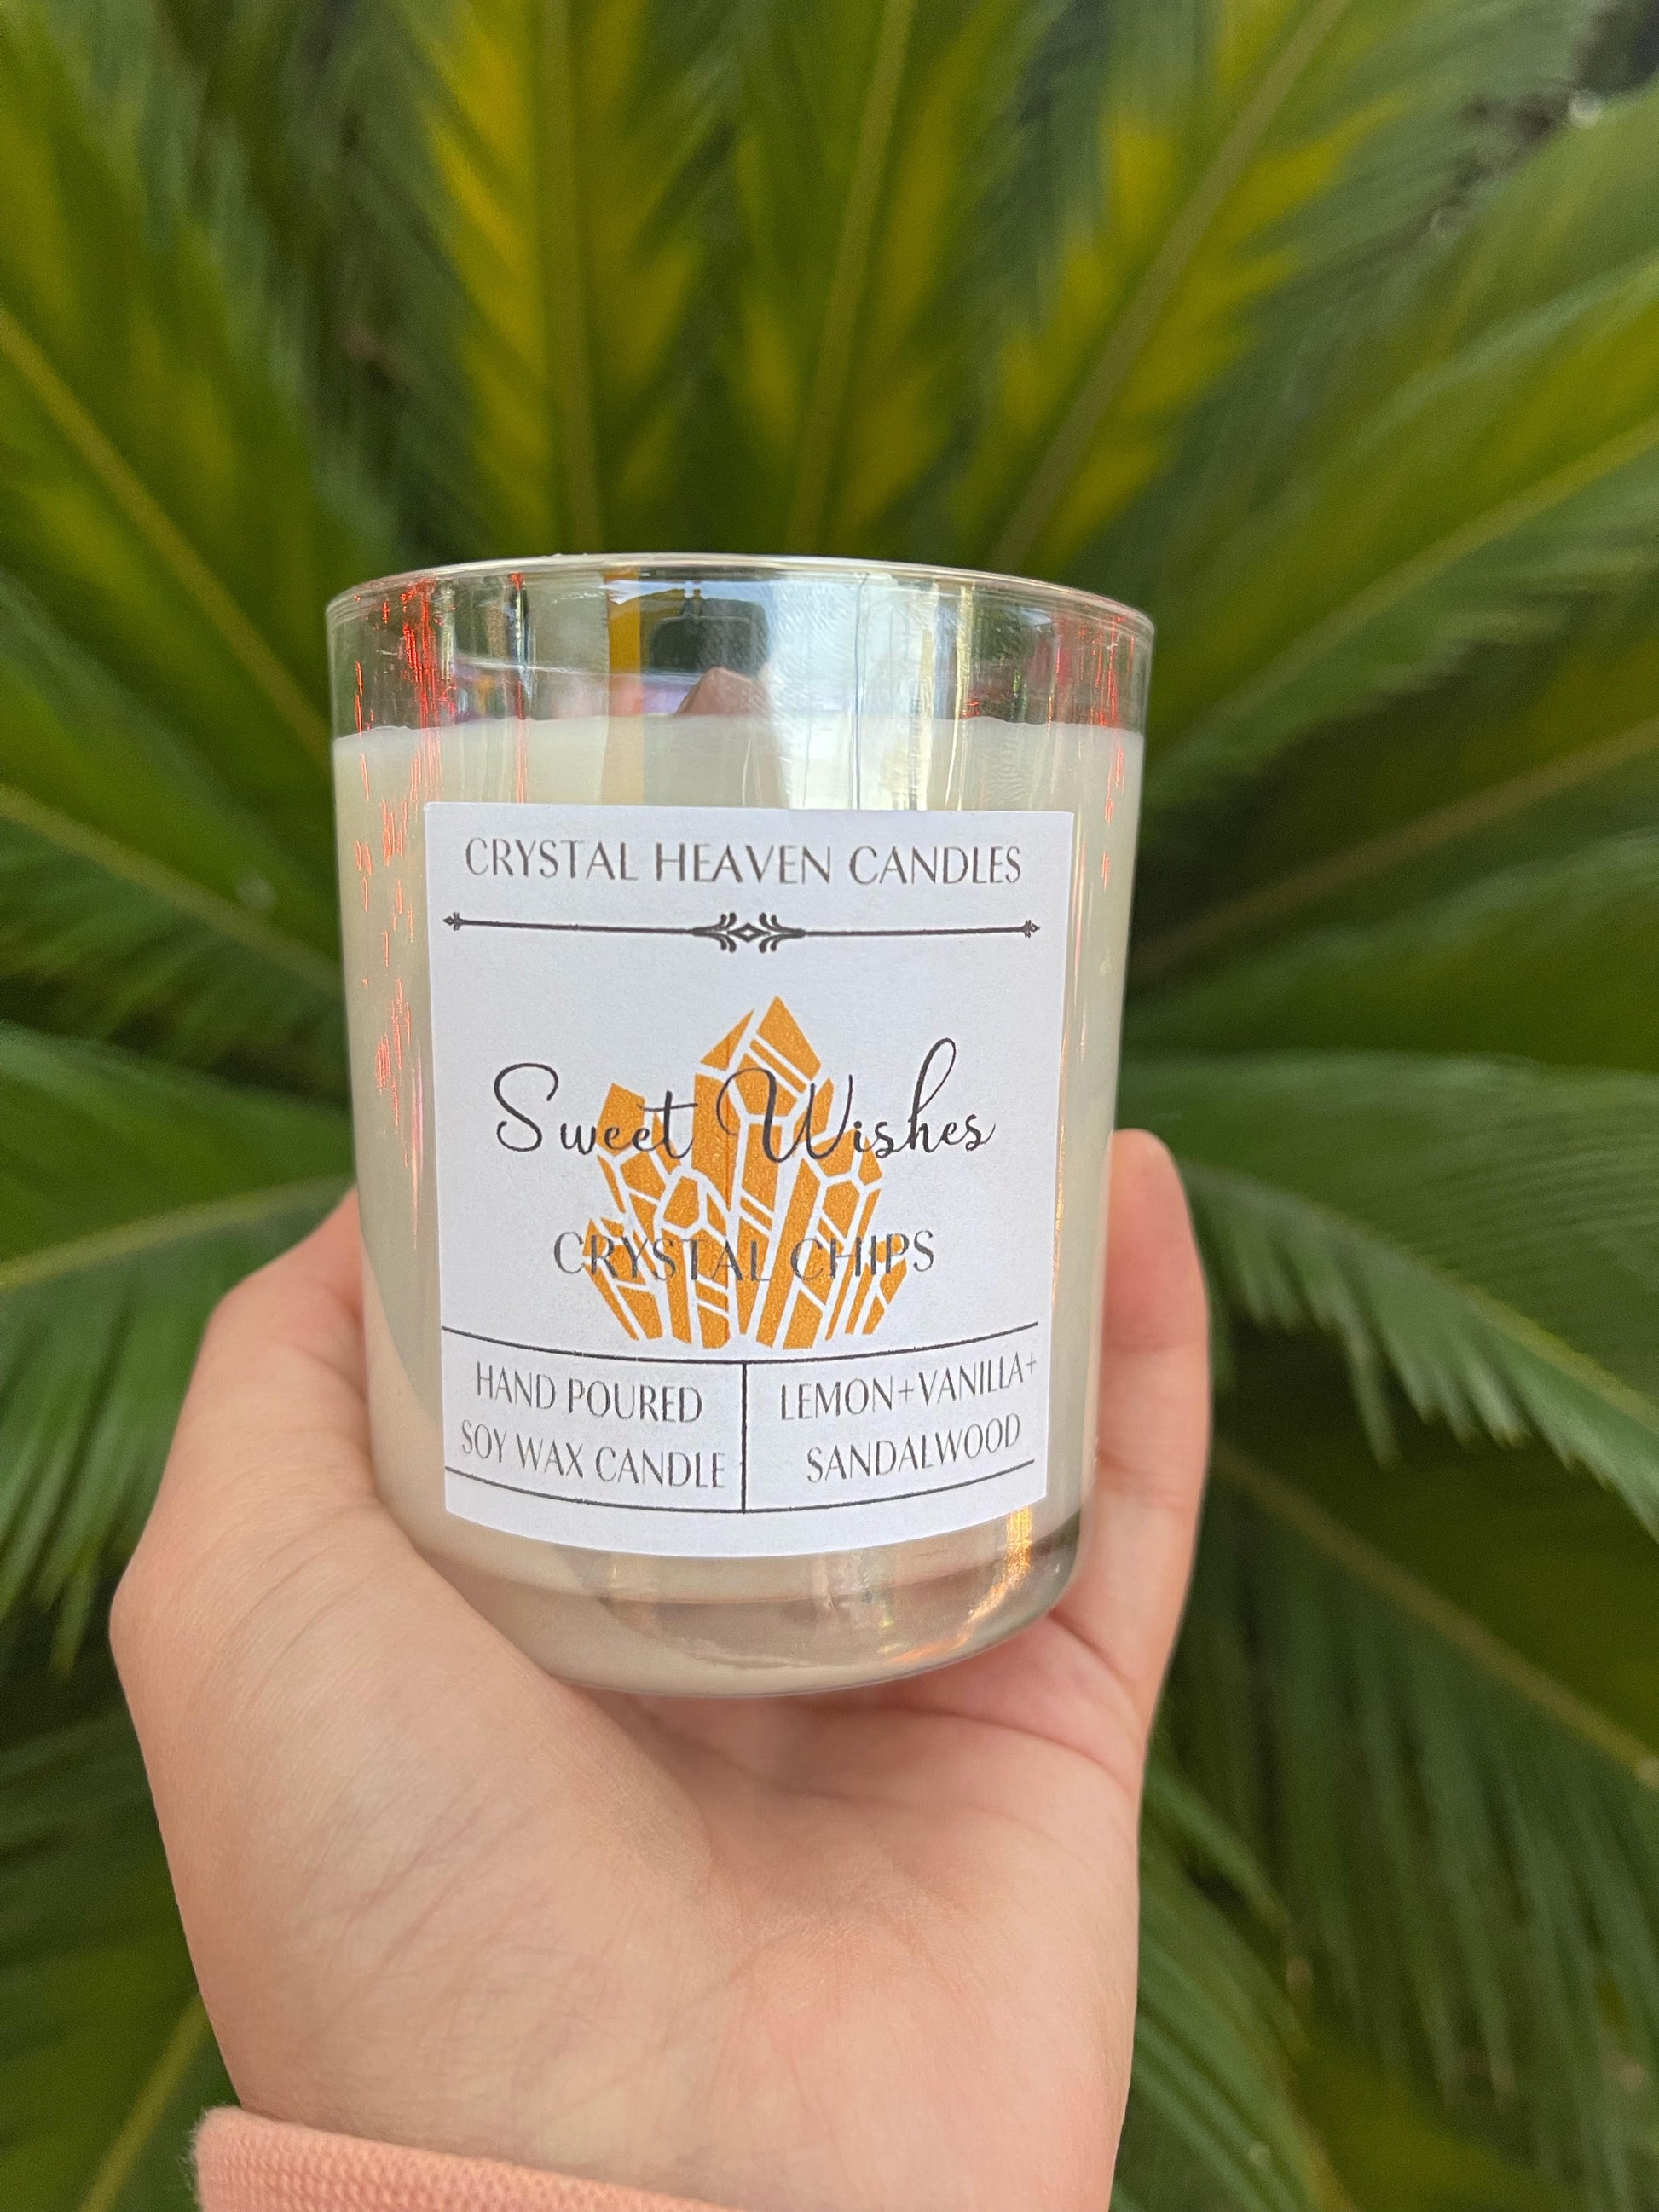 CRYSTAL HEAVEN CANDLES
Sweet Wishes
CRYSTAL CHIPS
HAND POURED
SOY WAX CANDLE
LEMON+VANILLA+
SANDALWOOD